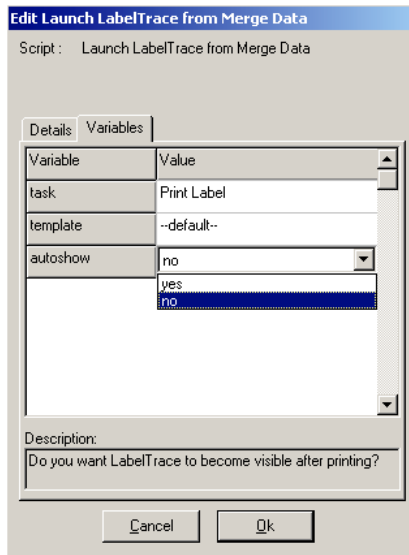 Edit Launch LabelTrace from Merge Data
Script : Launch LabelTrace from Merge Data
Details Variables
Variable Value
task Print Label
template --default--
autoshow no
yes
no
Description:
Do you want LabelTrace to become visible after printing?
Cancel Ok